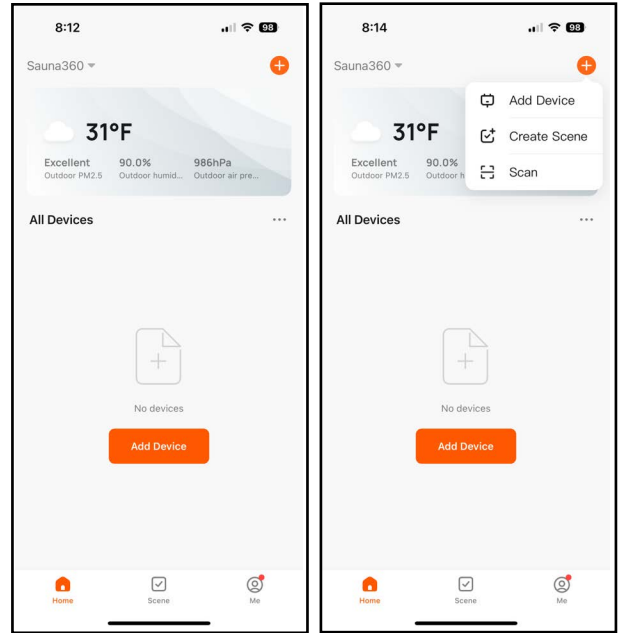 8:12
98
Sauna360
31°F
Excellent 90.0% 986hPa
Outdoor PM2.5 Outdoor humid... Outdoor air pre...
All Devices
No devices
Add Device
Home Scene Me
8:14
98
Sauna360
Add Device
Create Scene
Scan
31°F
Excellent 90.0%
Outdoor PM2.5 Outdoor h
All Devices
No devices
Add Device
Home Scene Me